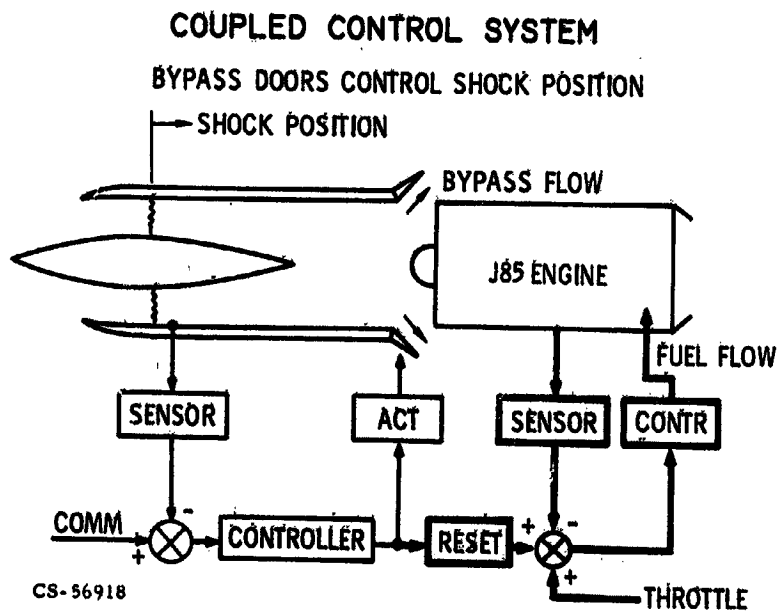 COUPLED CONTROL SYSTEM
BYPASS DOORS CONTROL SHOCK POSITION
SHOCK POSITION
BYPASS FLOW
J85 ENGINE
FUEL FLOW
SENSOR
ACT
SENSOR
CONTR
COMM
+
-
CONTROLLER
RESET
+
-
+
THROTTLE
CS-56918